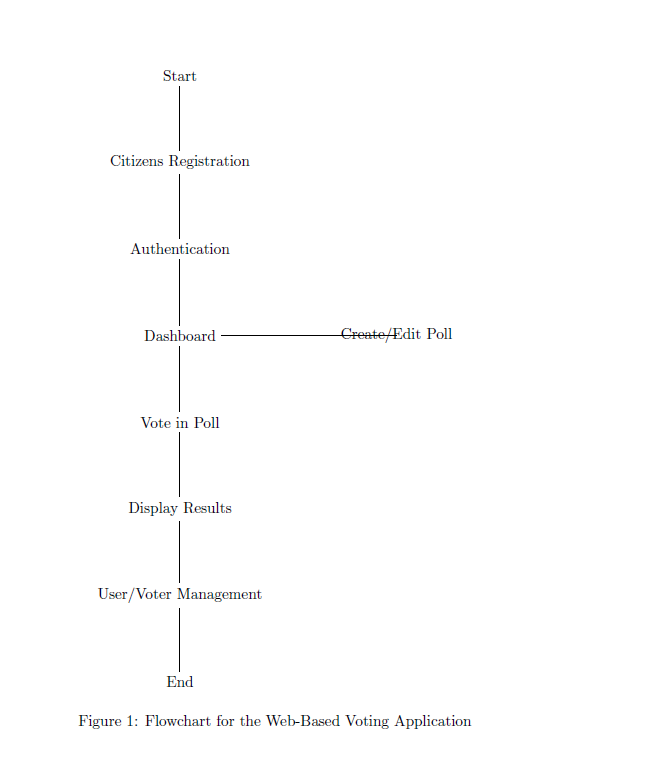 Start
Citizens Registration
Authentication
Dashboard
Create/Edit Poll
Vote in Poll
Display Results
User/Voter Management
End
Figure 1: Flowchart for the Web-Based Voting Application